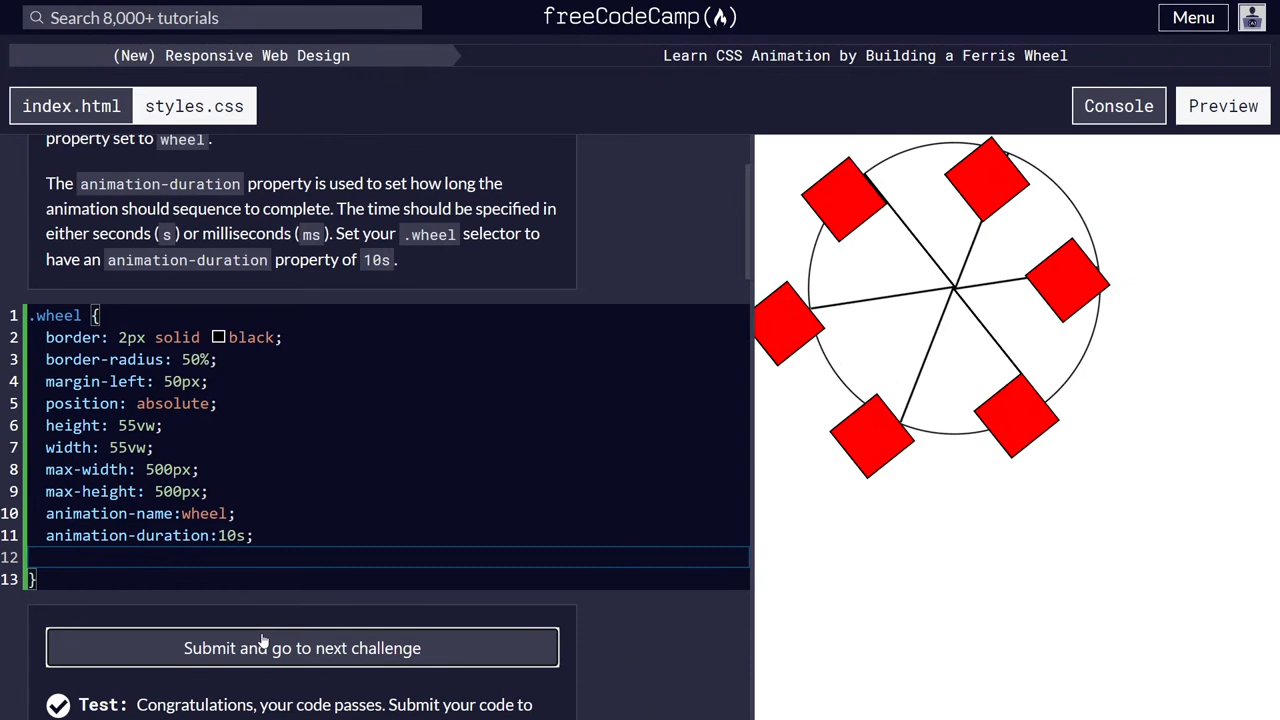 Search 8,000+ tutorials
freeCodeCamp
Menu
(New) Responsive Web Design
Learn CSS Animation by Building a Ferris Wheel
index.html
styles.css
Console
Preview
property set to wheel.
The animation-duration property is used to set how long the
animation should sequence to complete. The time should be specified in
either seconds (s) or milliseconds (ms). Set your .wheel selector to
have an animation-duration property of 10s.
1 .wheel {
2 border: 2px solid black;
3 border-radius: 50%;
4 margin-left: 50px;
5 position: absolute;
6 height: 55vw;
7 width: 55vw;
8 max-width: 500px;
9 max-height: 500px;
10 animation-name:wheel;
11 animation-duration:10s;
12
13 }
Submit and go to next challenge
Test: Congratulations, your code passes. Submit your code to